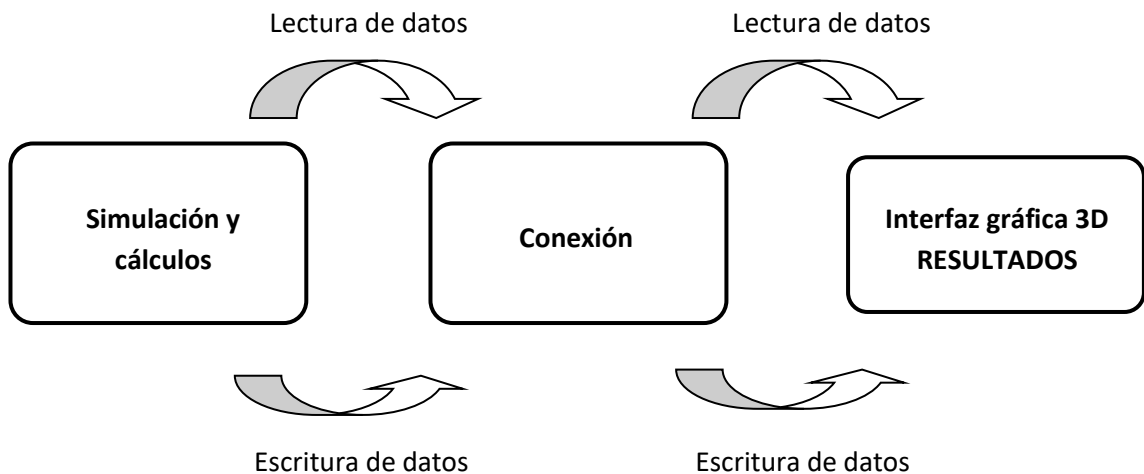 Lectura de datos
Lectura de datos
Simulación y
cálculos
Conexión
Interfaz gráfica 3D
RESULTADOS
Escritura de datos
Escritura de datos